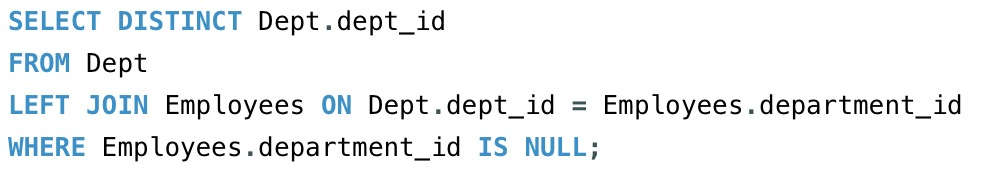 SELECT DISTINCT Dept.dept_id
FROM Dept
LEFT JOIN Employees ON Dept.dept_id = Employees.department_id
WHERE Employees.department_id IS NULL;